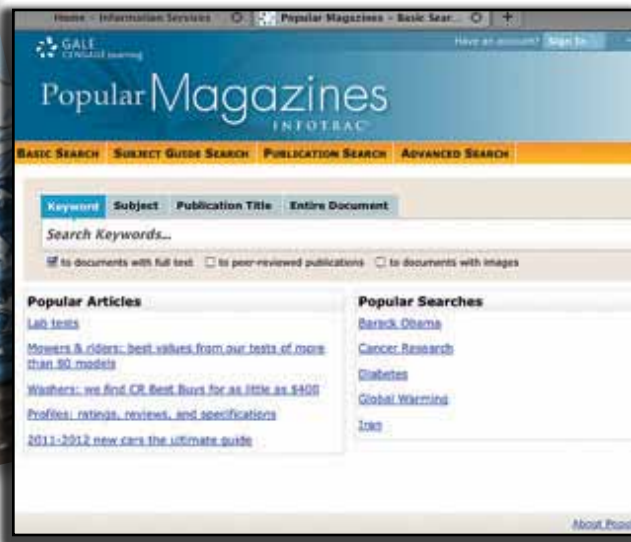 Home - Information Services
Popular Magazines - Basic Sear...
GALE
CENGAGE Learning
Have an account? Sign In
Popular Magazines
INFOTRAC
BASIC SEARCH SUBJECT GUIDE SEARCH PUBLICATION SEARCH ADVANCED SEARCH
Keyword Subject Publication Title Entire Document
Search Keywords...
to documents with full text to peer-reviewed publications to documents with images
Popular Articles
Lab tests
Mowers & riders: best values from our tests of more
than 80 models
Washers: we find CR Best Buys for as little as $400
Profiles: ratings, reviews, and specifications
2011-2012 new cars the ultimate guide
Popular Searches
Barack Obama
Cancer Research
Diabetes
Global Warming
Iran
About Popu